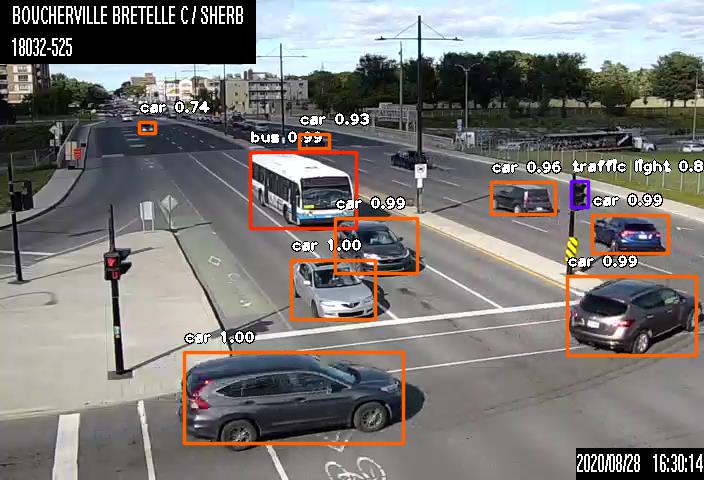 BOUCHERVILLE BRETELLE C / SHERB
18032-525
car 0.74
car 0.93
bus 0.99
car 0.96
traffic light 0.8
car 0.99
car 0.99
car 1.00
car 0.99
car 1.00
2020/08/28 16:30:14